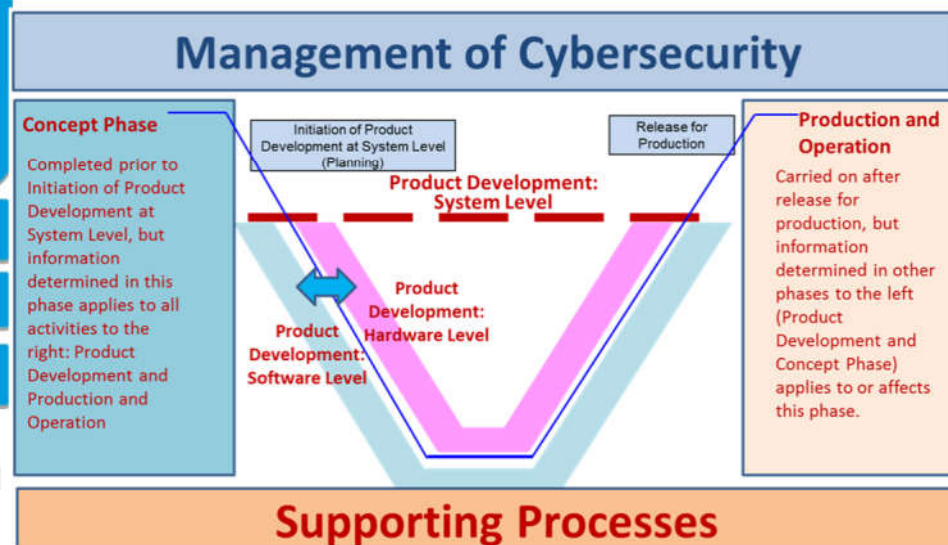 Management of Cybersecurity
Concept Phase
Completed prior to
Initiation of Product
Development at
System Level, but
information
determined in this
phase applies to all
activities to the
right: Product
Development and
Production and
Operation
Initiation of Product
Development at System Level
(Planning)
Release for
Production
Product Development:
System Level
Product
Development:
Hardware Level
Product
Development:
Software Level
Production and
Operation
Carried on after
release for
production, but
information
determined in other
phases to the left
(Product
Development and
Concept Phase)
applies to or affects
this phase.
Supporting Processes